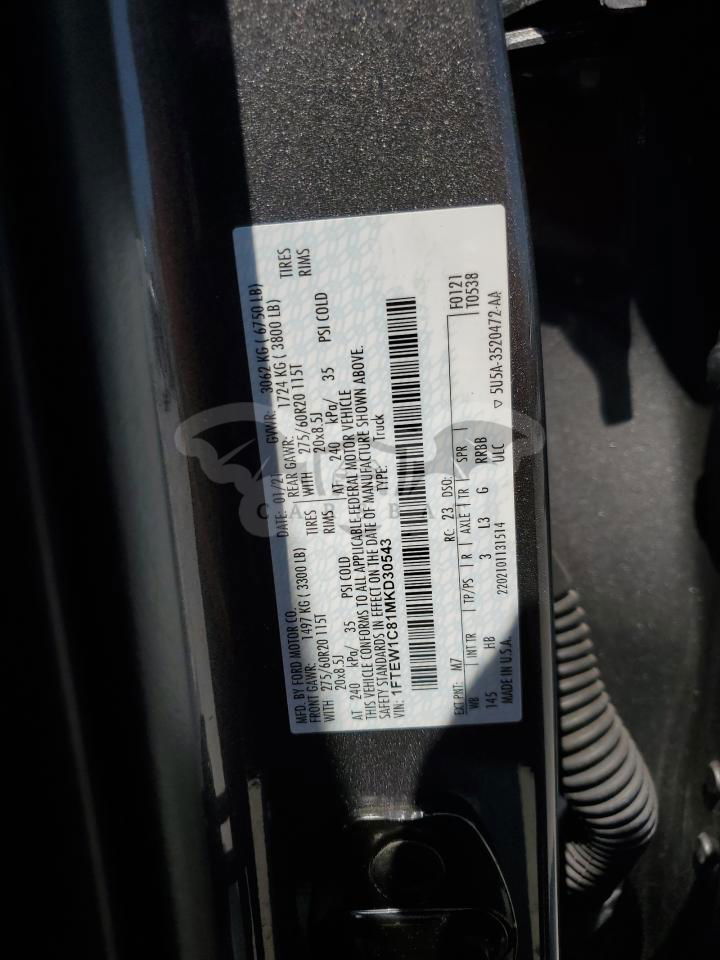 MFD. BY FORD MOTOR CO.
DATE: 01/21 GVWR: 3062 KG ( 6750 LB)
FRONT GAWR: 1497 KG ( 3300 LB) REAR GAWR: 1724 KG ( 3800 LB)
WITH 275/60R20 115T TIRES WITH 275/60R20 115T TIRES
20x8.5J RIMS 20x8.5J RIMS
AT 240 kPa/ 35 PSI COLD AT 240 kPa/ 35 PSI COLD
THIS VEHICLE CONFORMS TO ALL APPLICABLE FEDERAL MOTOR VEHICLE
SAFETY STANDARDS IN EFFECT ON THE DATE OF MANUFACTURE SHOWN ABOVE.
VIN: 1FTEW1C81MKD30543 TYPE: Truck
F0121
T0538
EXT PNT: M7 RC: 23 DSO:
WB INT TR TP/PS R AXLE TR SPR
145 HB 3 L3 G RRBB
MADE IN U.S.A. 2202101131514 ULC
▽ 5U5A-3520472-AA